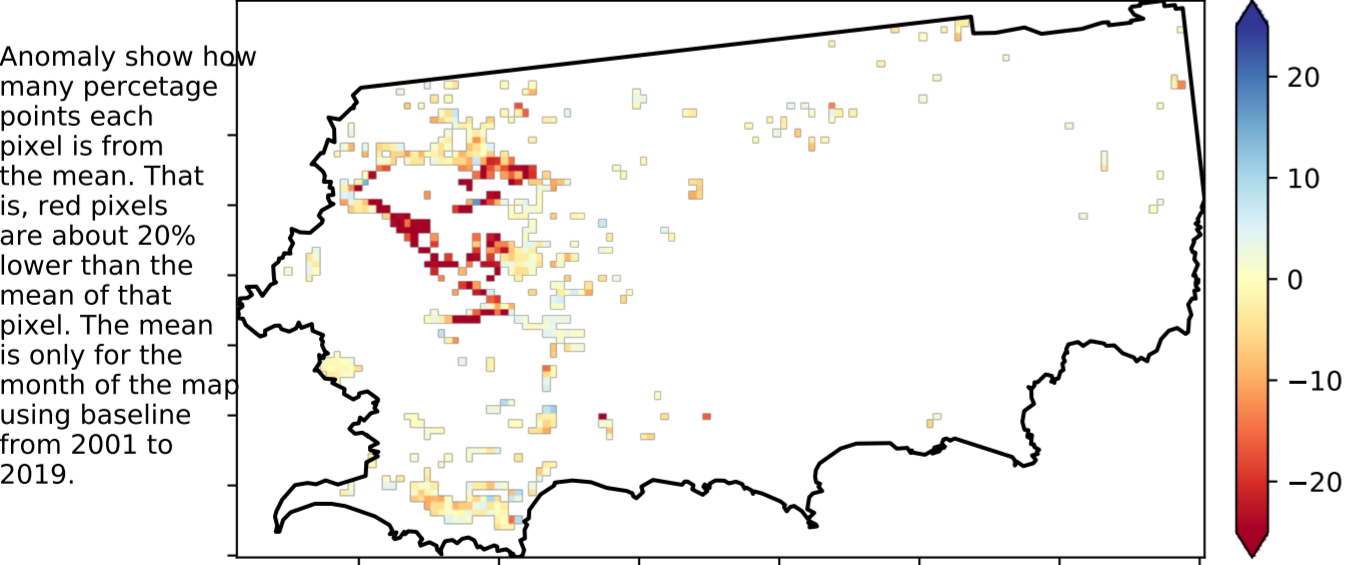 Anomaly show how
many percetage
points each
pixel is from
the mean. That
is, red pixels
are about 20%
lower than the
mean of that
pixel. The mean
is only for the
month of the map
using baseline
from 2001 to
2019.
20
10
0
−10
−20